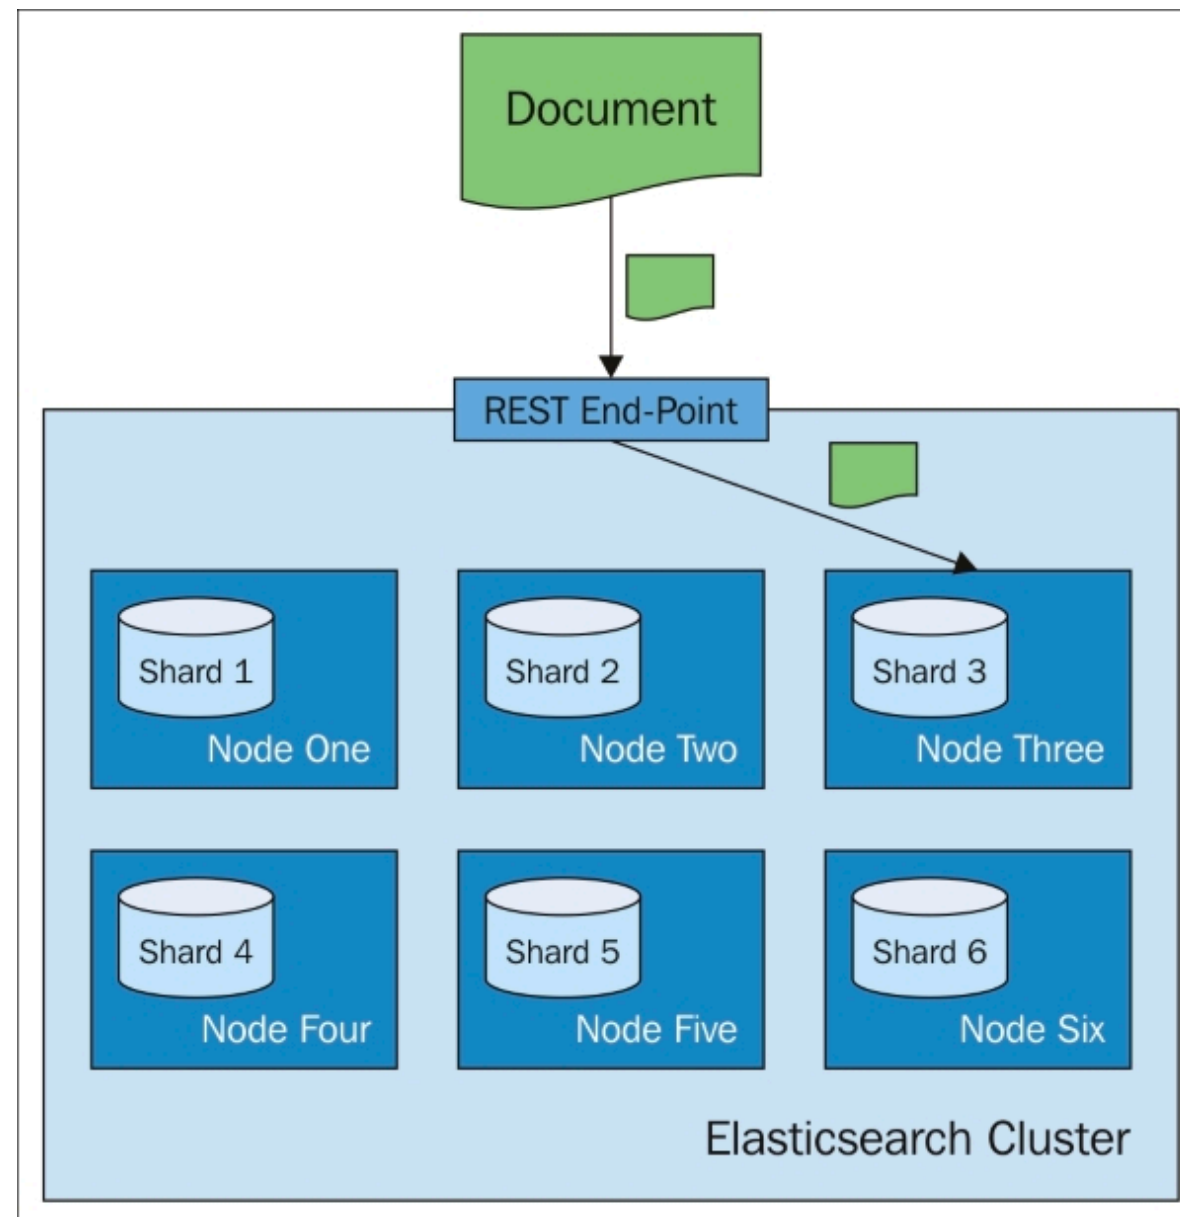 Document
REST End-Point
Shard 1
Node One
Shard 2
Node Two
Shard 3
Node Three
Shard 4
Node Four
Shard 5
Node Five
Shard 6
Node Six
Elasticsearch Cluster